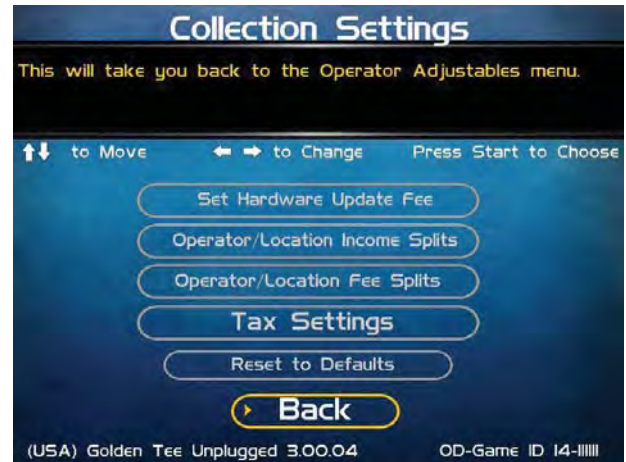 Collection Settings
This will take you back to the Operator Adjustables menu.
to Move to Change Press Start to Choose
Set Hardware Update Fee
Operator/Location Income Splits
Operator/Location Fee Splits
Tax Settings
Reset to Defaults
Back
(USA) Golden Tee Unplugged 3.00.04 OD-Game ID 14-111111